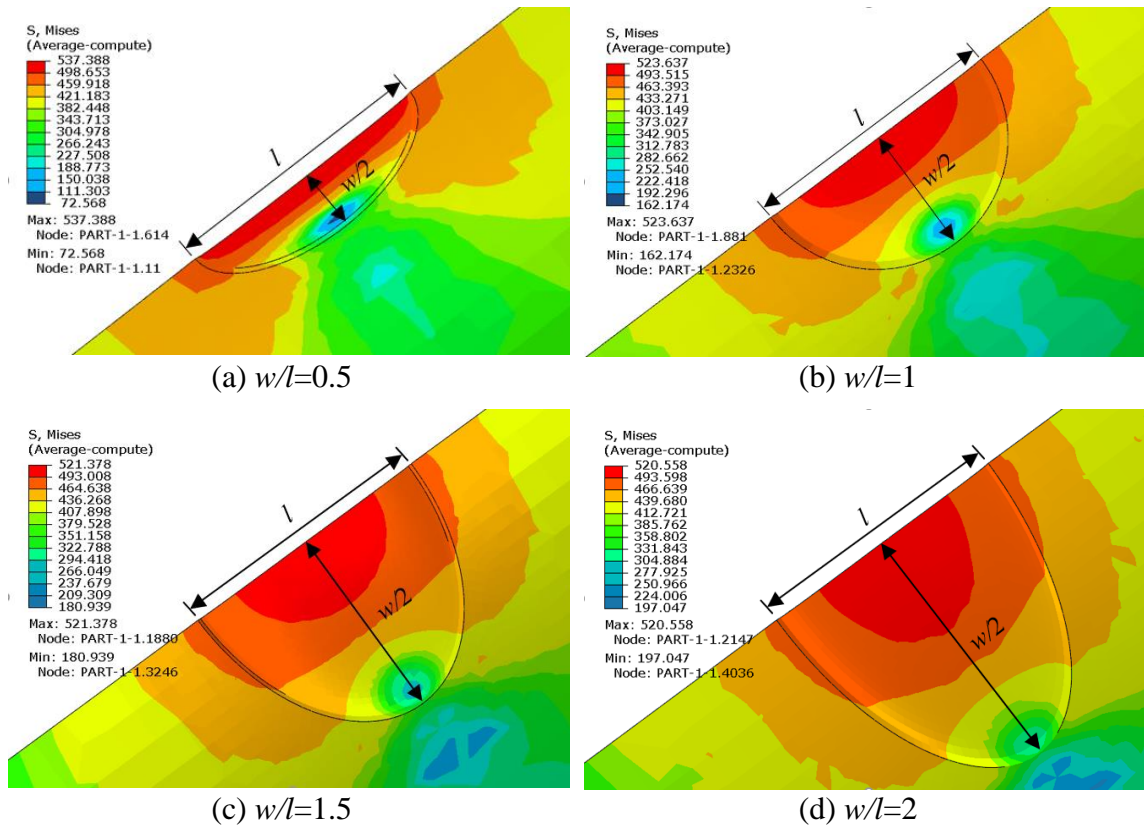 S, Mises
(Average-compute)
537.388
498.653
459.918
421.183
382.448
343.713
304.978
266.243
227.508
188.773
150.038
111.303
72.568
Max: 537.388
Node: PART-1-1.614
Min: 72.568
Node: PART-1-1.11
l
w/2
(a) w/l=0.5
S, Mises
(Average-compute)
523.637
493.515
463.393
433.271
403.149
373.027
342.905
312.783
282.662
252.540
222.418
192.296
162.174
Max: 523.637
Node: PART-1-1.881
Min: 162.174
Node: PART-1-1.2326
l
w/2
(b) w/l=1
S, Mises
(Average-compute)
521.378
493.008
464.638
436.268
407.898
379.528
351.158
322.788
294.418
266.049
237.679
209.309
180.939
Max: 521.378
Node: PART-1-1.1880
Min: 180.939
Node: PART-1-1.3246
l
w/2
(c) w/l=1.5
S, Mises
(Average-compute)
520.558
493.598
466.639
439.680
412.721
385.762
358.802
331.843
304.884
277.925
250.966
224.006
197.047
Max: 520.558
Node: PART-1-1.2147
Min: 197.047
Node: PART-1-1.4036
l
w/2
(d) w/l=2